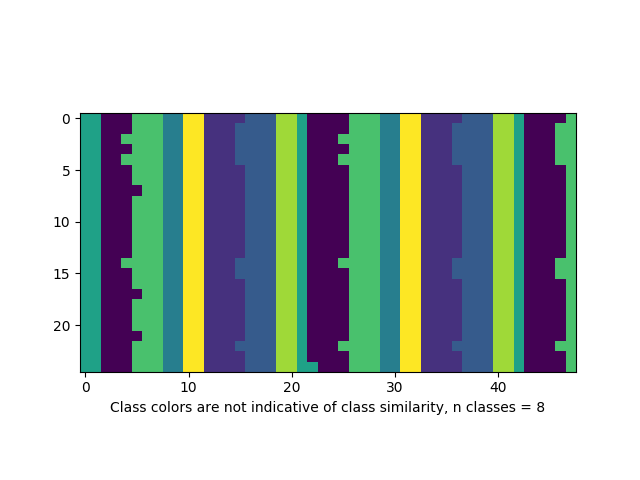 0
5
10
15
20
0 10 20 30 40
Class colors are not indicative of class similarity, n classes = 8